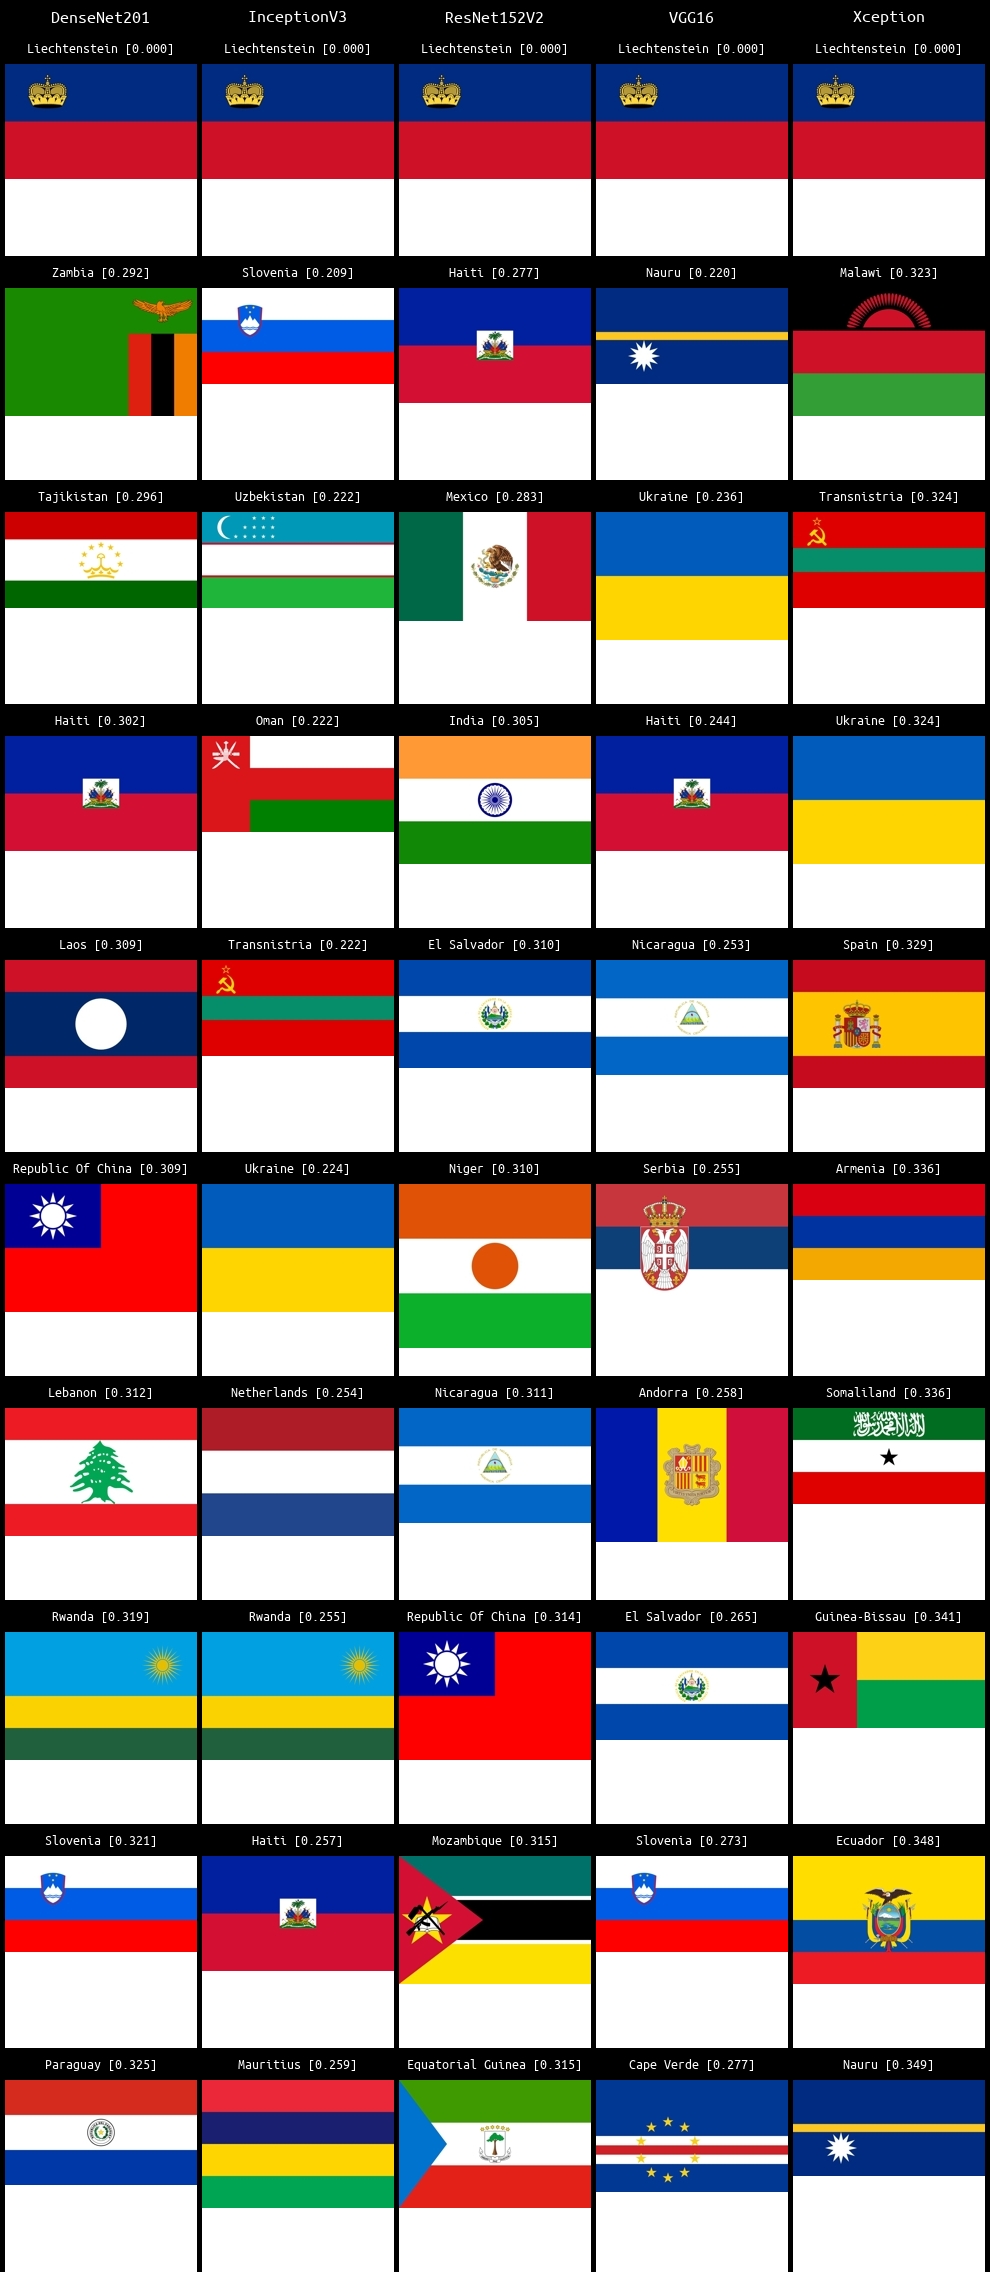 DenseNet201 InceptionV3 ResNet152V2 VGG16 Xception
Liechtenstein [0.000] Liechtenstein [0.000] Liechtenstein [0.000] Liechtenstein [0.000] Liechtenstein [0.000]
Zambia [0.292] Slovenia [0.209] Haiti [0.277] Nauru [0.220] Malawi [0.323]
Tajikistan [0.296] Uzbekistan [0.222] Mexico [0.283] Ukraine [0.236] Transnistria [0.324]
Haiti [0.302] Oman [0.222] India [0.305] Haiti [0.244] Ukraine [0.324]
Laos [0.309] Transnistria [0.222] El Salvador [0.310] Nicaragua [0.253] Spain [0.329]
Republic Of China [0.309] Ukraine [0.224] Niger [0.310] Serbia [0.255] Armenia [0.336]
Lebanon [0.312] Netherlands [0.254] Nicaragua [0.311] Andorra [0.258] Somaliland [0.336]
Rwanda [0.319] Rwanda [0.255] Republic Of China [0.314] El Salvador [0.265] Guinea-Bissau [0.341]
Slovenia [0.321] Haiti [0.257] Mozambique [0.315] Slovenia [0.273] Ecuador [0.348]
Paraguay [0.325] Mauritius [0.259] Equatorial Guinea [0.315] Cape Verde [0.277] Nauru [0.349]